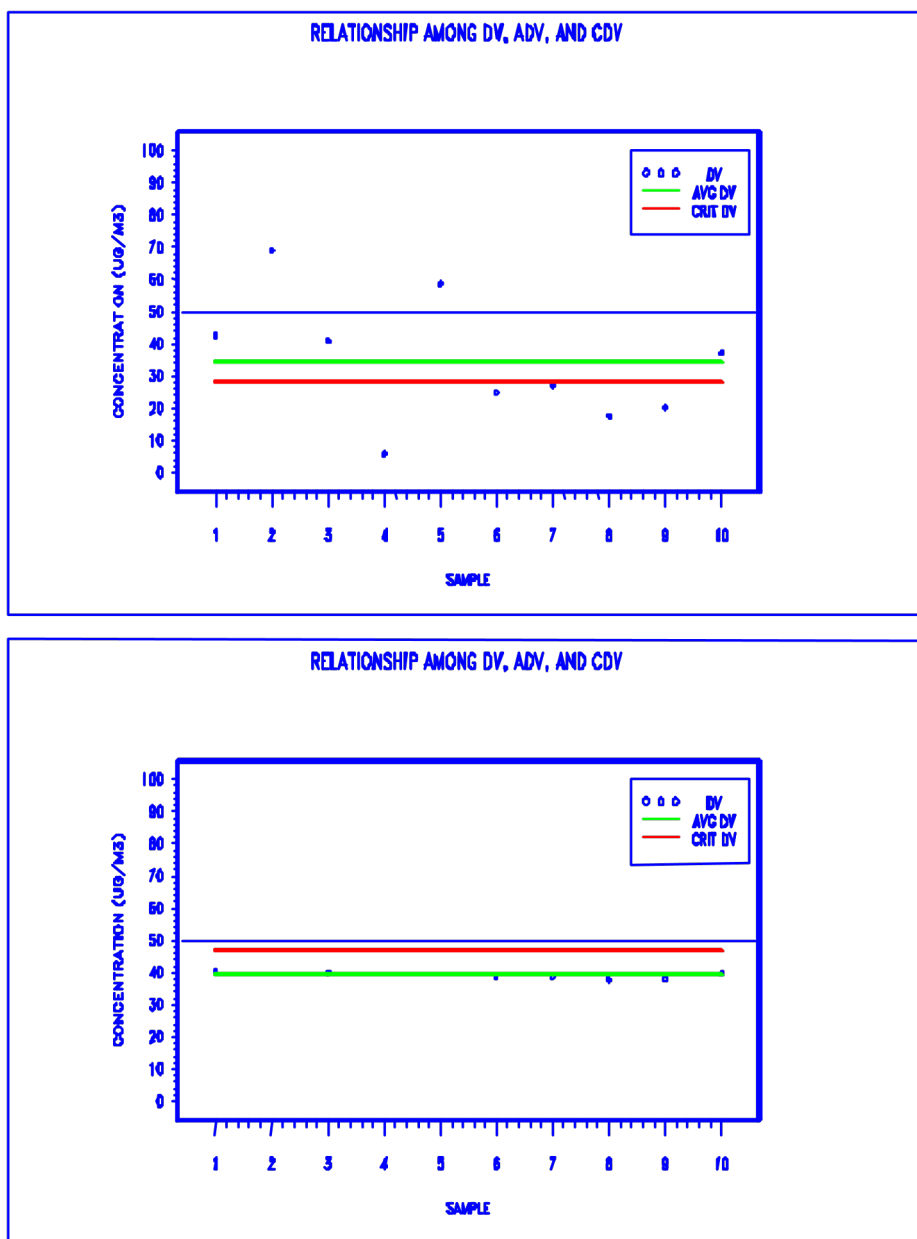 RELATIONSHIP AMONG DV, ADV, AND CDV
CONCENTRATION (UG/M3)
100
90
80
70
60
50
40
30
20
10
0
DV
AVG DV
CRIT DV
1 2 3 4 5 6 7 8 9 10
SAMPLE
RELATIONSHIP AMONG DV, ADV, AND CDV
CONCENTRATION (UG/M3)
100
90
80
70
60
50
40
30
20
10
0
DV
AVG DV
CRIT DV
1 2 3 4 5 6 7 8 9 10
SAMPLE